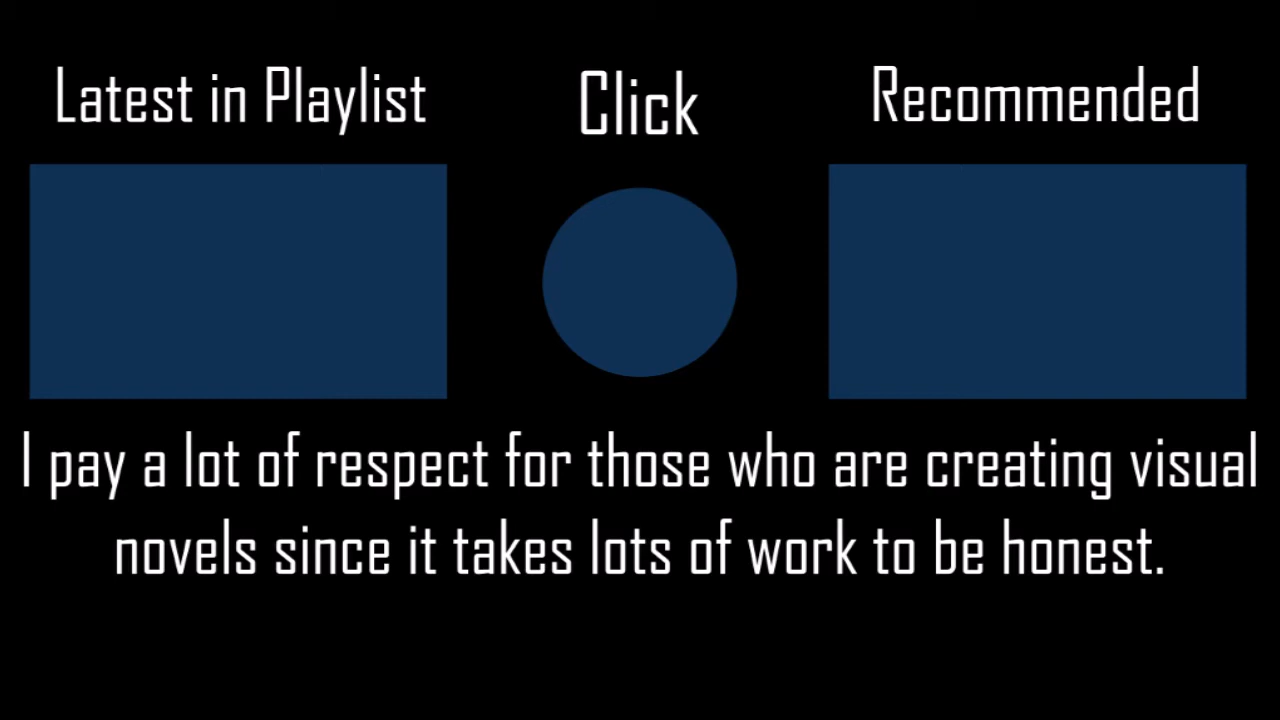 Latest in Playlist
Click
Recommended
I pay a lot of respect for those who are creating visual
novels since it takes lots of work to be honest.